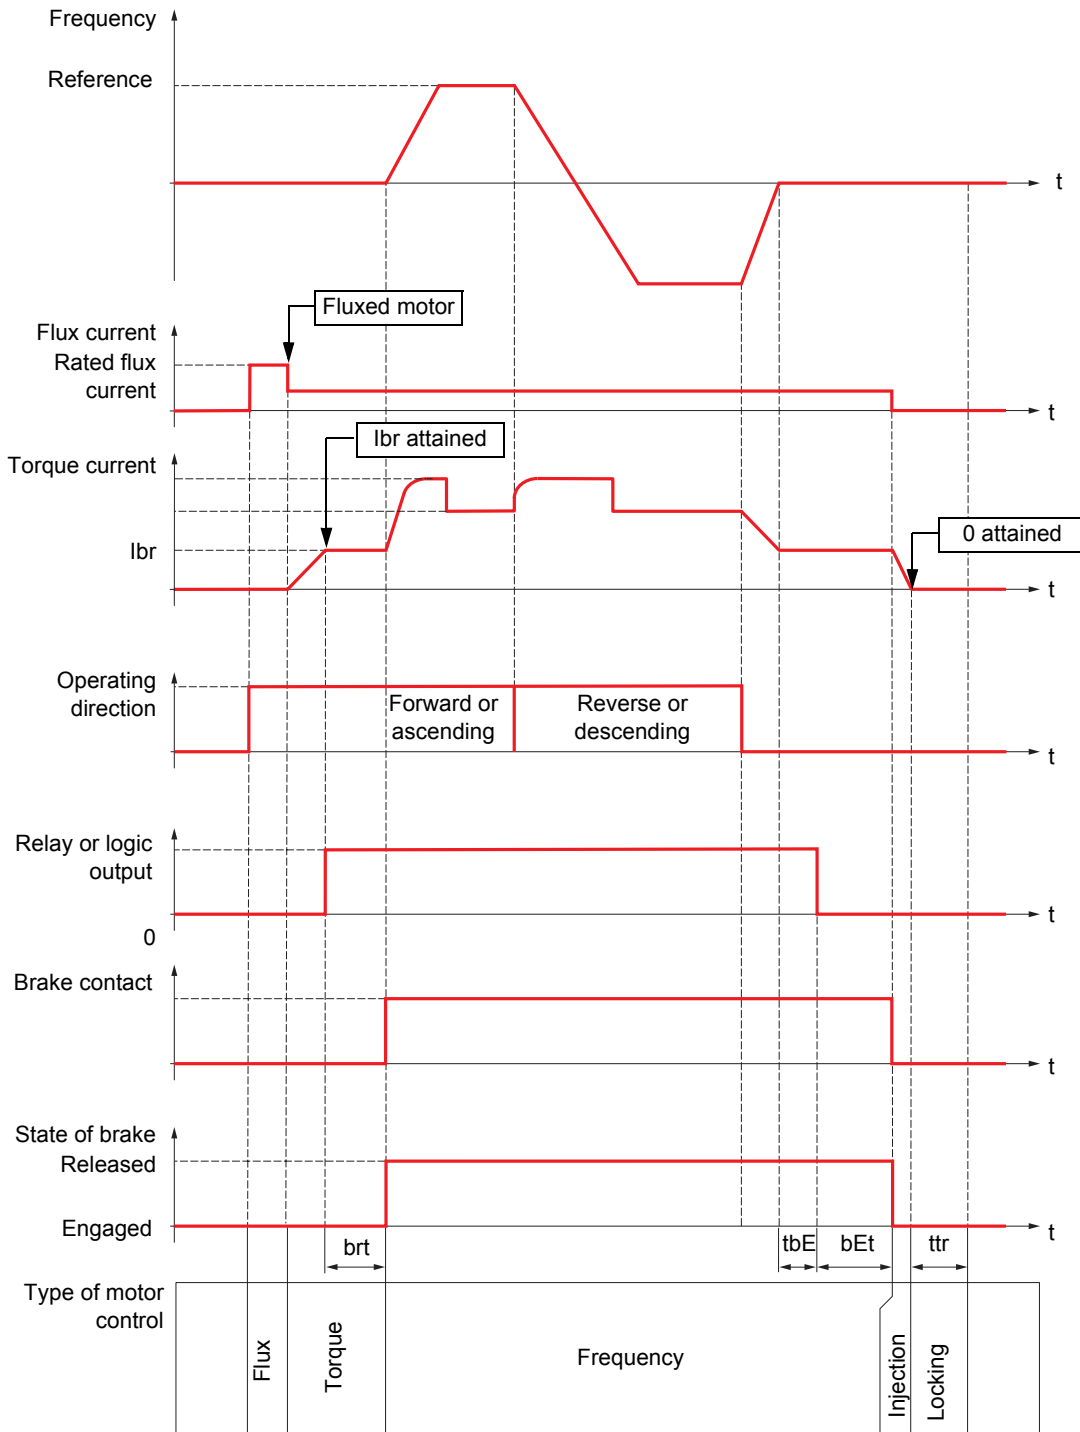 Frequency
Reference
t
Fluxed motor
Flux current
Rated flux
current
t
Ibr attained
Torque current
Ibr
0 attained
t
Operating
direction
Forward or
ascending
Reverse or
descending
t
Relay or logic
output
0
t
Brake contact
t
State of brake
Released
Engaged
t
brt
tbE
bEt
ttr
Type of motor
control
Flux
Torque
Frequency
Injection
Locking